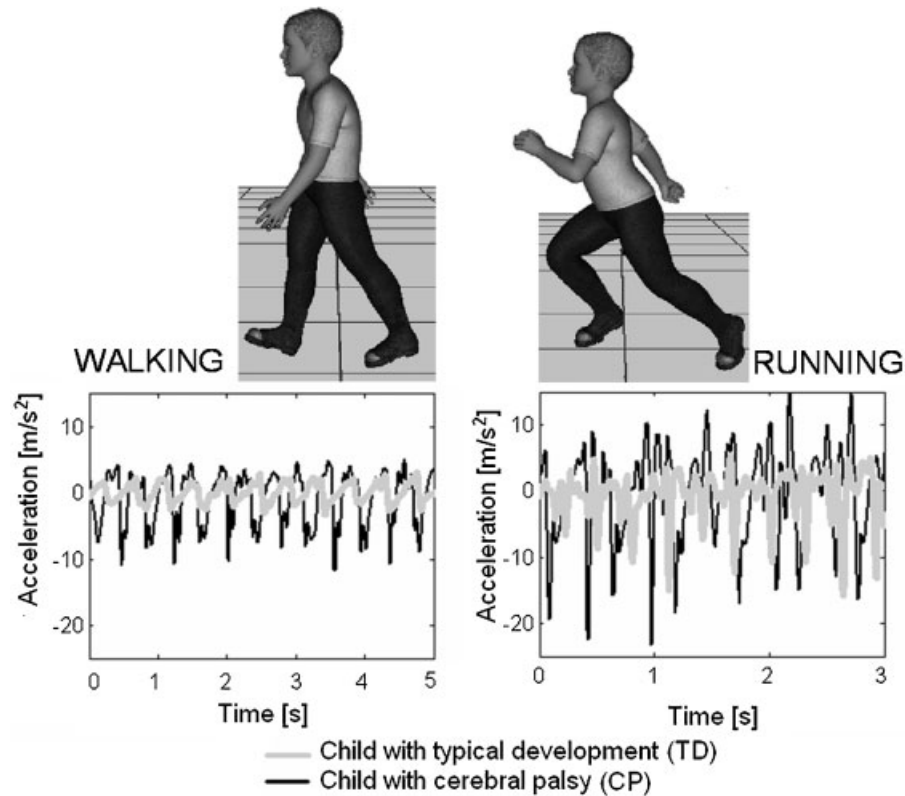 WALKING
RUNNING
Acceleration [m/s²]
10
0
-10
-20
0 1 2 3 4 5
Time [s]
Acceleration [m/s²]
10
0
-10
-20
0 1 2 3
Time [s]
Child with typical development (TD)
Child with cerebral palsy (CP)